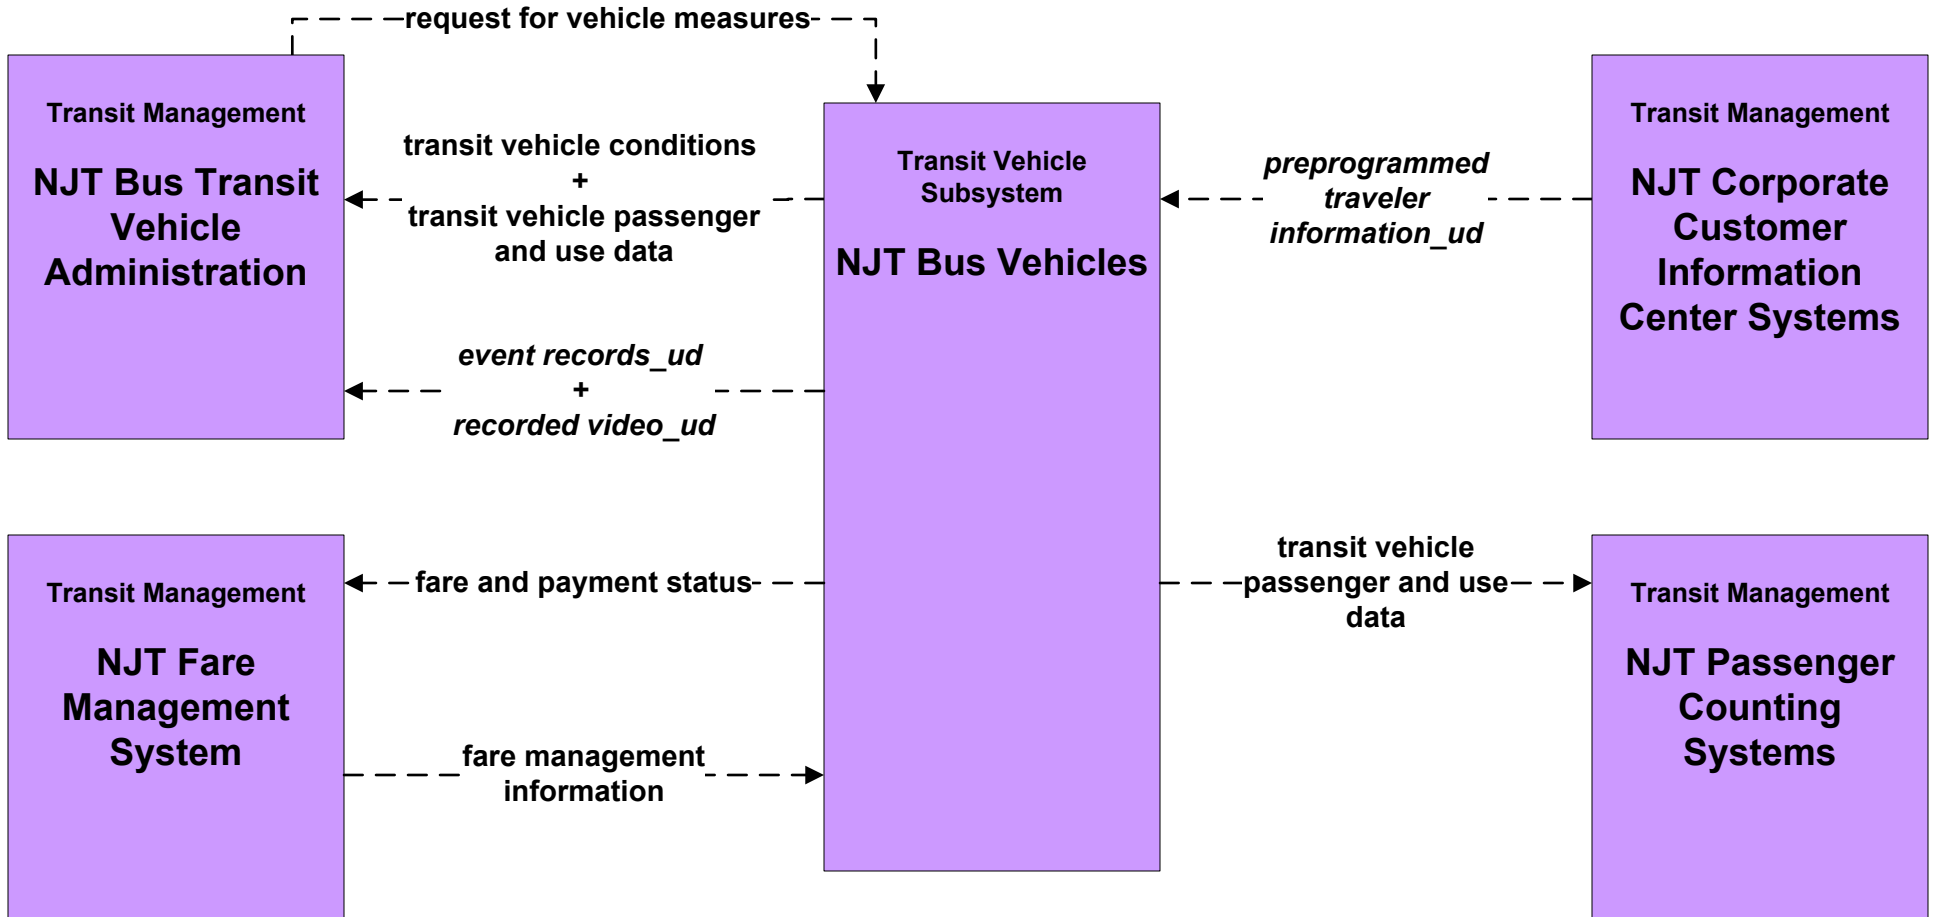 request for vehicle measures
Transit Management
NJT Bus Transit
Vehicle
Administration
transit vehicle conditions
+
transit vehicle passenger
and use data
event records_ud
+
recorded video_ud
Transit Vehicle
Subsystem
NJT Bus Vehicles
preprogrammed
traveler
information_ud
Transit Management
NJT Corporate
Customer
Information
Center Systems
Transit Management
NJT Fare
Management
System
fare and payment status
fare management
information
transit vehicle
passenger and use
data
Transit Management
NJT Passenger
Counting
Systems